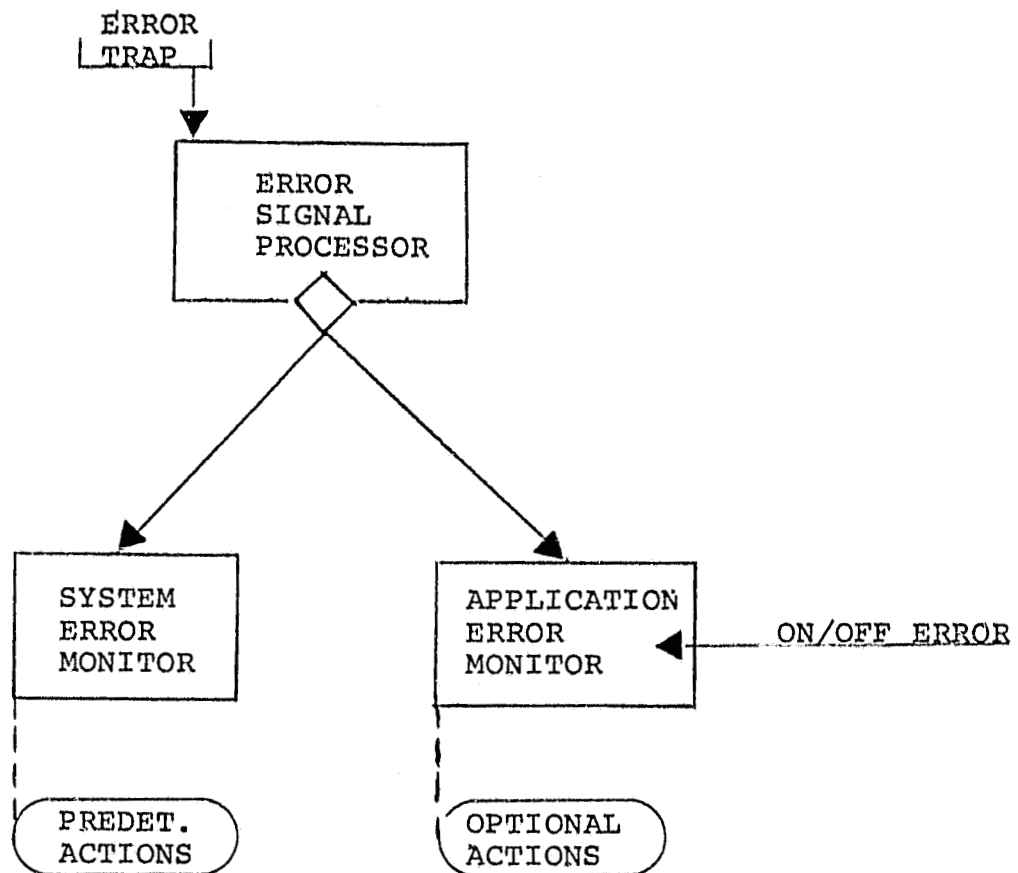 ERROR
TRAP
ERROR
SIGNAL
PROCESSOR
SYSTEM
ERROR
MONITOR
APPLICATION
ERROR
MONITOR
ON/OFF ERROR
PREDET.
ACTIONS
OPTIONAL
ACTIONS